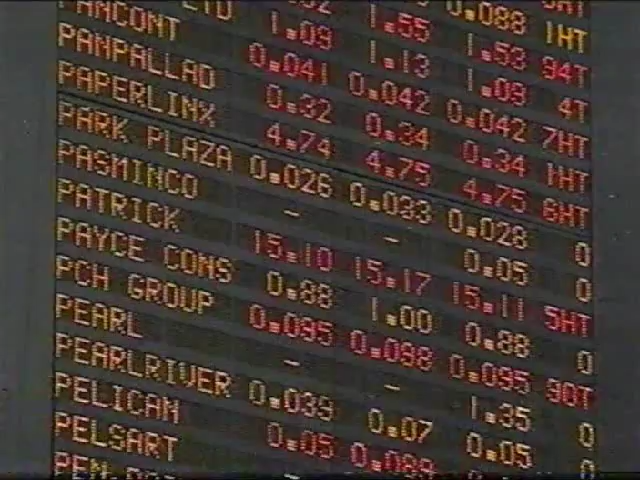 0.088 1HT
1.55 1.53 94T
LTD 1.09 1.13 1.09 4T
PANCONT 0.041 0.042 0.042 7HT
PANPALLAD 0.32 0.34 0.34 1HT
PAPERLINX 4.74 4.75 4.75 6HT
PARK PLAZA 0.026 0.033 0.028 0
PASMINCO - - 0.05 0
PATRICK 15.10 15.17 15.11 5HT
PAYCE CONS 0.88 1.00 0.88 0
PCH GROUP 0.095 0.098 0.095 90T
PEARL - - 1.35 0
PEARLRIVER 0.039 0.07 0.05 0
PELICAN 0.05 0.089
PELSART -